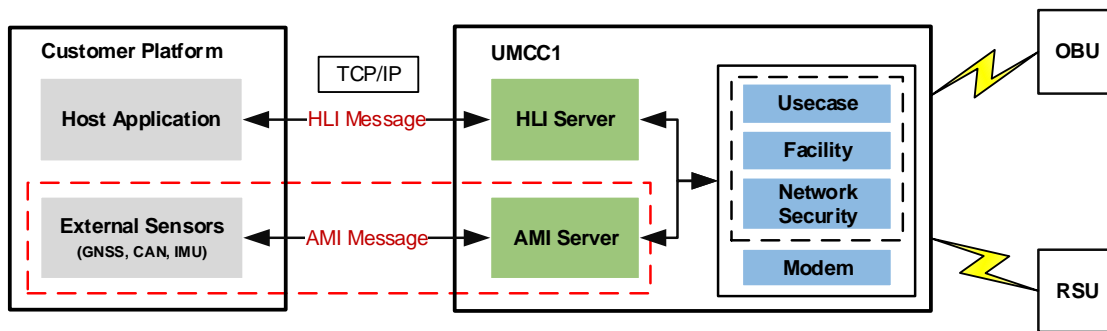 Customer Platform
UMCC1
TCP/IP
OBU
Host Application
HLI Message
HLI Server
Usecase
Facility
Network
Security
External Sensors
(GNSS, CAN, IMU)
AMI Message
AMI Server
Modem
RSU